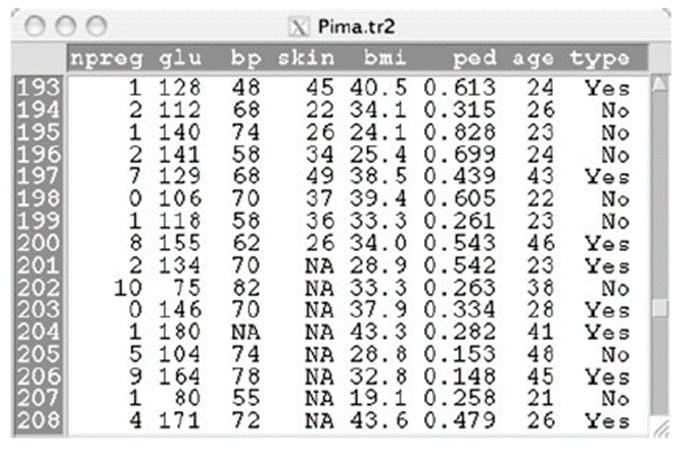 X Pima.tr2
npreg glu bp skin bmi ped age type
193 1 128 48 45 40.5 0.613 24 Yes
194 2 112 68 22 34.1 0.315 26 No
195 1 140 74 26 24.1 0.828 23 No
196 2 141 58 34 25.4 0.699 24 No
197 7 129 68 49 38.5 0.439 43 Yes
198 0 106 70 37 39.4 0.605 22 No
199 1 118 58 36 33.3 0.261 23 No
200 8 155 62 26 34.0 0.543 46 Yes
201 2 134 70 NA 28.9 0.542 23 Yes
202 10 75 82 NA 33.3 0.263 38 No
203 0 146 70 NA 37.9 0.334 28 Yes
204 1 180 NA NA 43.3 0.282 41 Yes
205 5 104 74 NA 28.8 0.153 48 No
206 9 164 78 NA 32.8 0.148 45 Yes
207 1 80 55 NA 19.1 0.258 21 No
208 4 171 72 NA 43.6 0.479 26 Yes